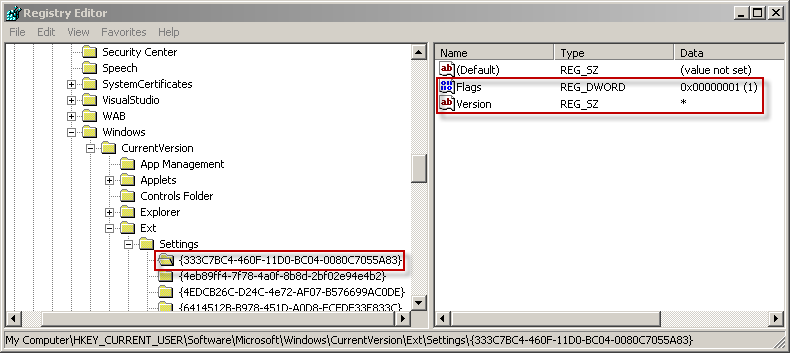 Registry Editor
File Edit View Favorites Help
Security Center
Speech
SystemCertificates
VisualStudio
WAB
Windows
CurrentVersion
App Management
Applets
Controls Folder
Explorer
Ext
Settings
{333C7BC4-460F-11D0-BC04-0080C7055A83}
{4eb89ff4-7f78-4a0f-8b8d-2bf02e94e4b2}
{4EDCB26C-D24C-4e72-AF07-B576699AC0DE}
{6414512B-B978-451D-A0D8-FCFDF33E833C}
Name Type Data
(Default) REG_SZ (value not set)
Flags REG_DWORD 0x00000001 (1)
Version REG_SZ *
My Computer\HKEY_CURRENT_USER\Software\Microsoft\Windows\CurrentVersion\Ext\Settings\{333C7BC4-460F-11D0-BC04-0080C7055A83}